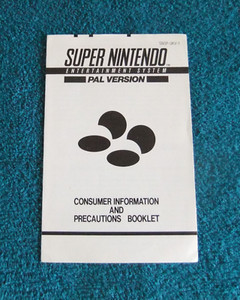 SUPER NINTENDO
ENTERTAINMENT SYSTEM
PAL VERSION
CONSUMER INFORMATION
AND
PRECAUTIONS BOOKLET